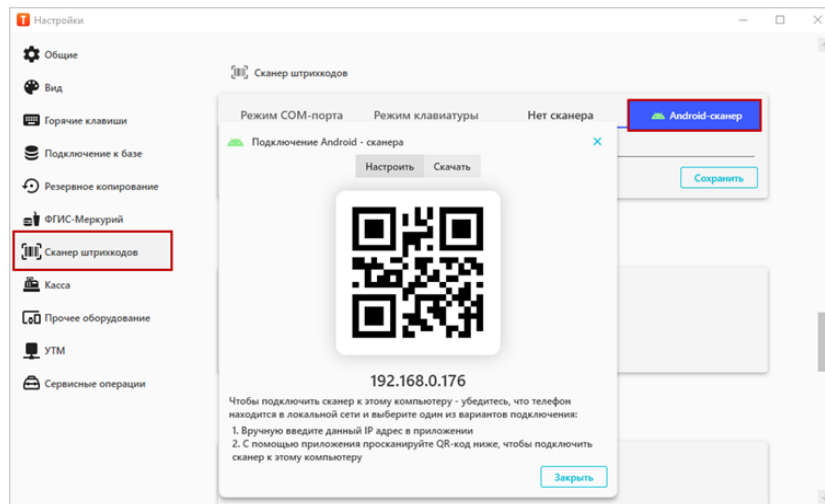 Настройки
Общие
Вид
Горячие клавиши
Подключение к базе
Резервное копирование
ФГИС-Меркурий
Сканер штрихкодов
Касса
Прочее оборудование
УТМ
Сервисные операции
Сканер штрихкодов
Режим COM-порта Режим клавиатуры Нет сканера Android-сканер
Сохранить
Подключение Android - сканера
Настроить Скачать
192.168.0.176
Чтобы подключить сканер к этому компьютеру - убедитесь, что телефон
находится в локальной сети и выберите один из вариантов подключения:
1. Вручную введите данный IP адрес в приложении
2. С помощью приложения просканируйте QR-код ниже, чтобы подключить
сканер к этому компьютеру
Закрыть